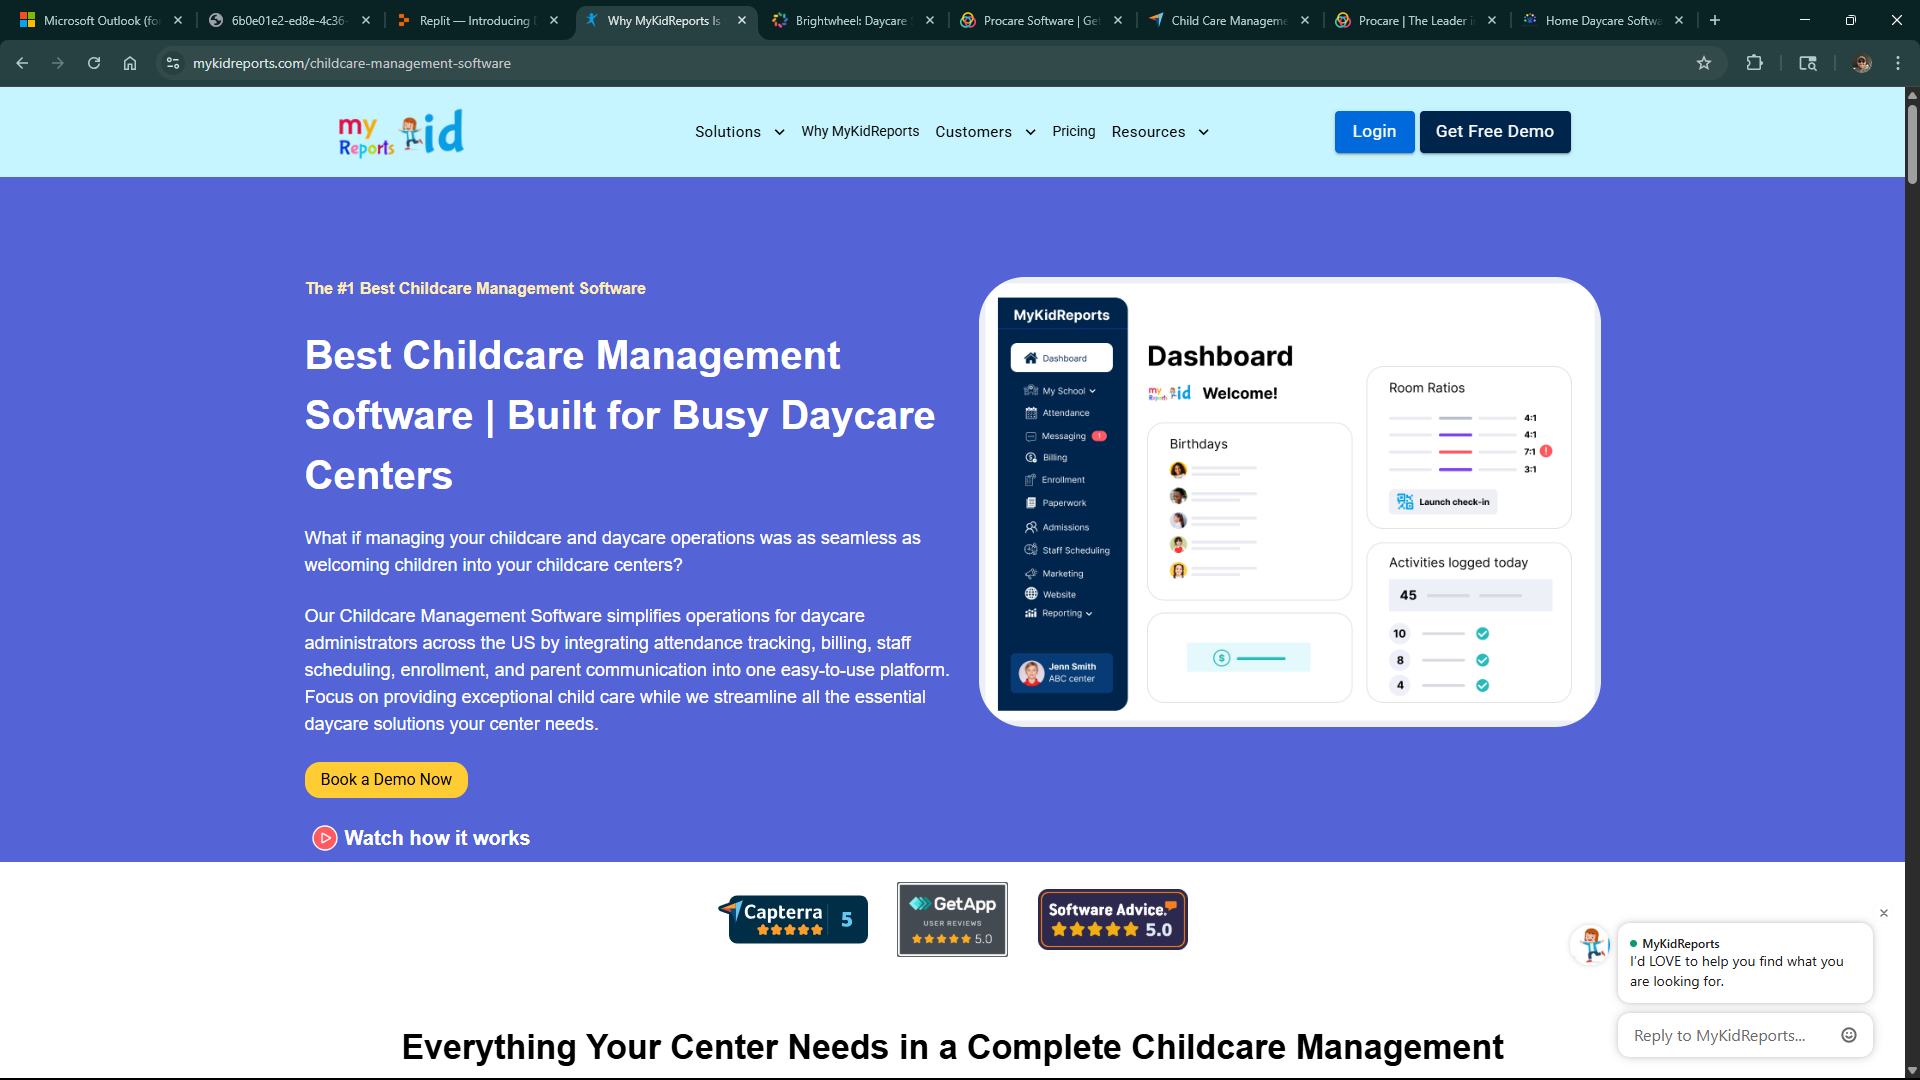 Microsoft Outlook (for
6b0e01e2-ed8e-4c36-
Replit — Introducing
Why MyKidReports Is
Brightwheel: Daycare
Procare Software | Get
Child Care Manageme
Procare | The Leader i
Home Daycare Softwa
mykidreports.com/childcare-management-software
my Kid
Reports
Solutions
Why MyKidReports
Customers
Pricing
Resources
Login
Get Free Demo
The #1 Best Childcare Management Software
Best Childcare Management
Software | Built for Busy Daycare
Centers
What if managing your childcare and daycare operations was as seamless as
welcoming children into your childcare centers?
Our Childcare Management Software simplifies operations for daycare
administrators across the US by integrating attendance tracking, billing, staff
scheduling, enrollment, and parent communication into one easy-to-use platform.
Focus on providing exceptional child care while we streamline all the essential
daycare solutions your center needs.
Book a Demo Now
Watch how it works
MyKidReports
Dashboard
My School
Attendance
Messaging 1
Billing
Enrollment
Paperwork
Admissions
Staff Scheduling
Marketing
Website
Reporting
Jenn Smith
ABC center
Dashboard
my Kid
Reports
Welcome!
Birthdays
$
Room Ratios
4:1
4:1
7:1 !
3:1
Launch check-in
Activities logged today
45
10
8
4
Capterra 5
GetApp
USER REVIEWS
5.0
Software Advice.
5.0
MyKidReports
I'd LOVE to help you find what you
are looking for.
Reply to MyKidReports...
Everything Your Center Needs in a Complete Childcare Management